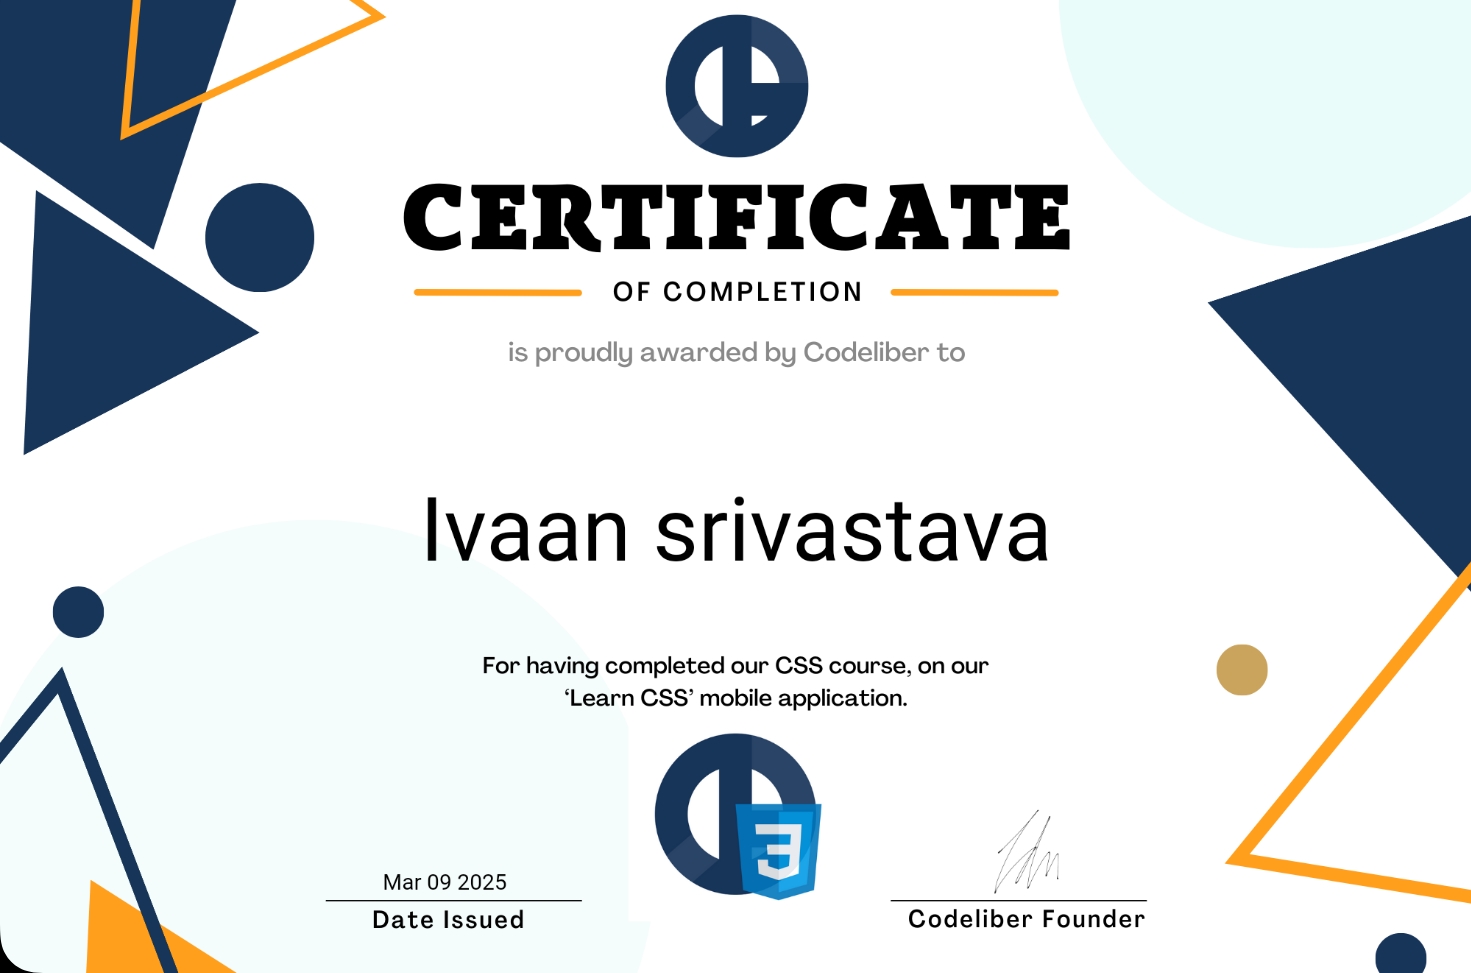 CERTIFICATE
OF COMPLETION
is proudly awarded by Codeliber to
Ivaan srivastava
For having completed our CSS course, on our
‘Learn CSS’ mobile application.
Mar 09 2025
Date Issued
Codeliber Founder